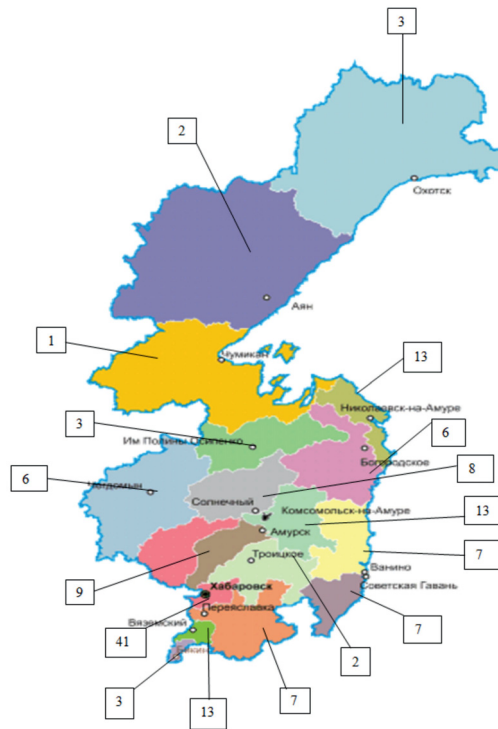 3
2
Охотск
Аян
1
Чумикан
13
Николаевск-на-Амуре
3
6
Им Полины Осипенко
Богородское
8
6
Чегдомын
Солнечный
Комсомольск-на-Амуре
13
Амурск
Троицкое
7
Ванино
9
Советская Гавань
Хабаровск
Переяславка
7
Вяземский
41
2
Бикин
3
13
7